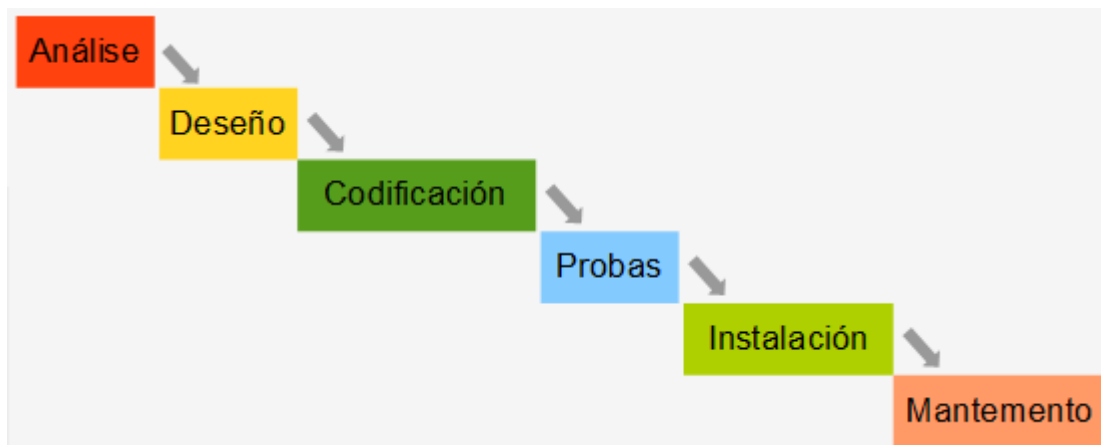 Análise
Deseño
Codificación
Probas
Instalación
Mantemento